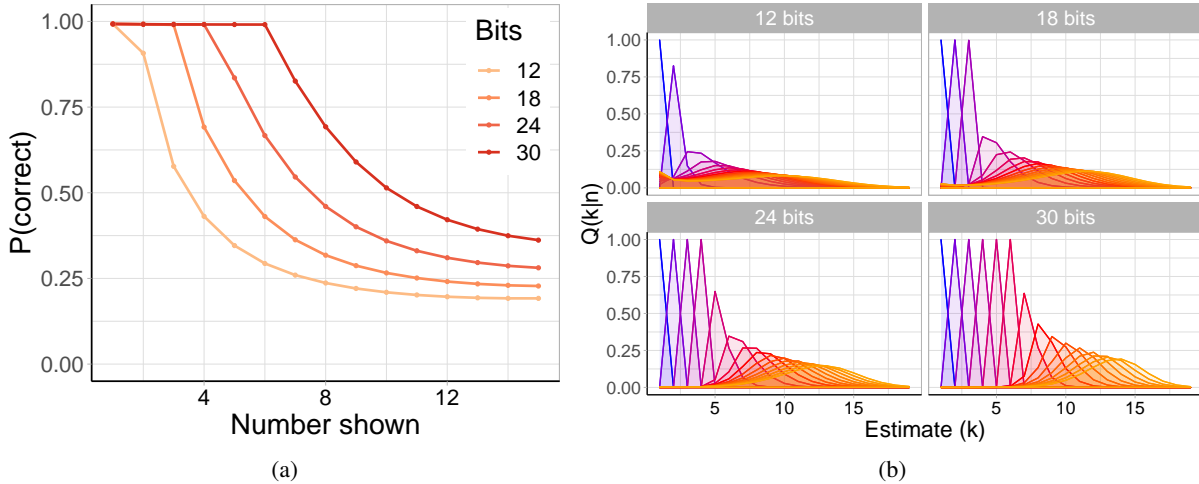 P(correct)
1.00
0.75
0.50
0.25
0.00
Bits
12
18
24
30
4
8
12
Number shown
(a)
Q(k|n)
12 bits
18 bits
1.00
0.75
0.50
0.25
0.00
24 bits
30 bits
1.00
0.75
0.50
0.25
0.00
5
10
15
5
10
15
Estimate (k)
(b)